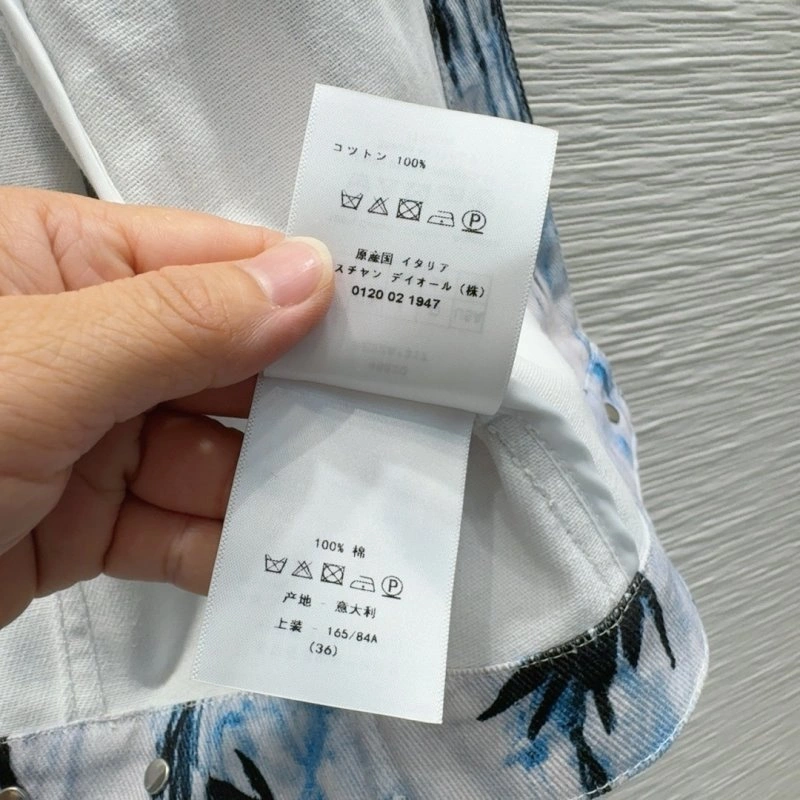 コットン 100%
P
原産国 イタリア
スチャン デイオール (株)
0120 02 1947
100% 棉
P
产地 - 意大利
上装 - 165/84A
(36)